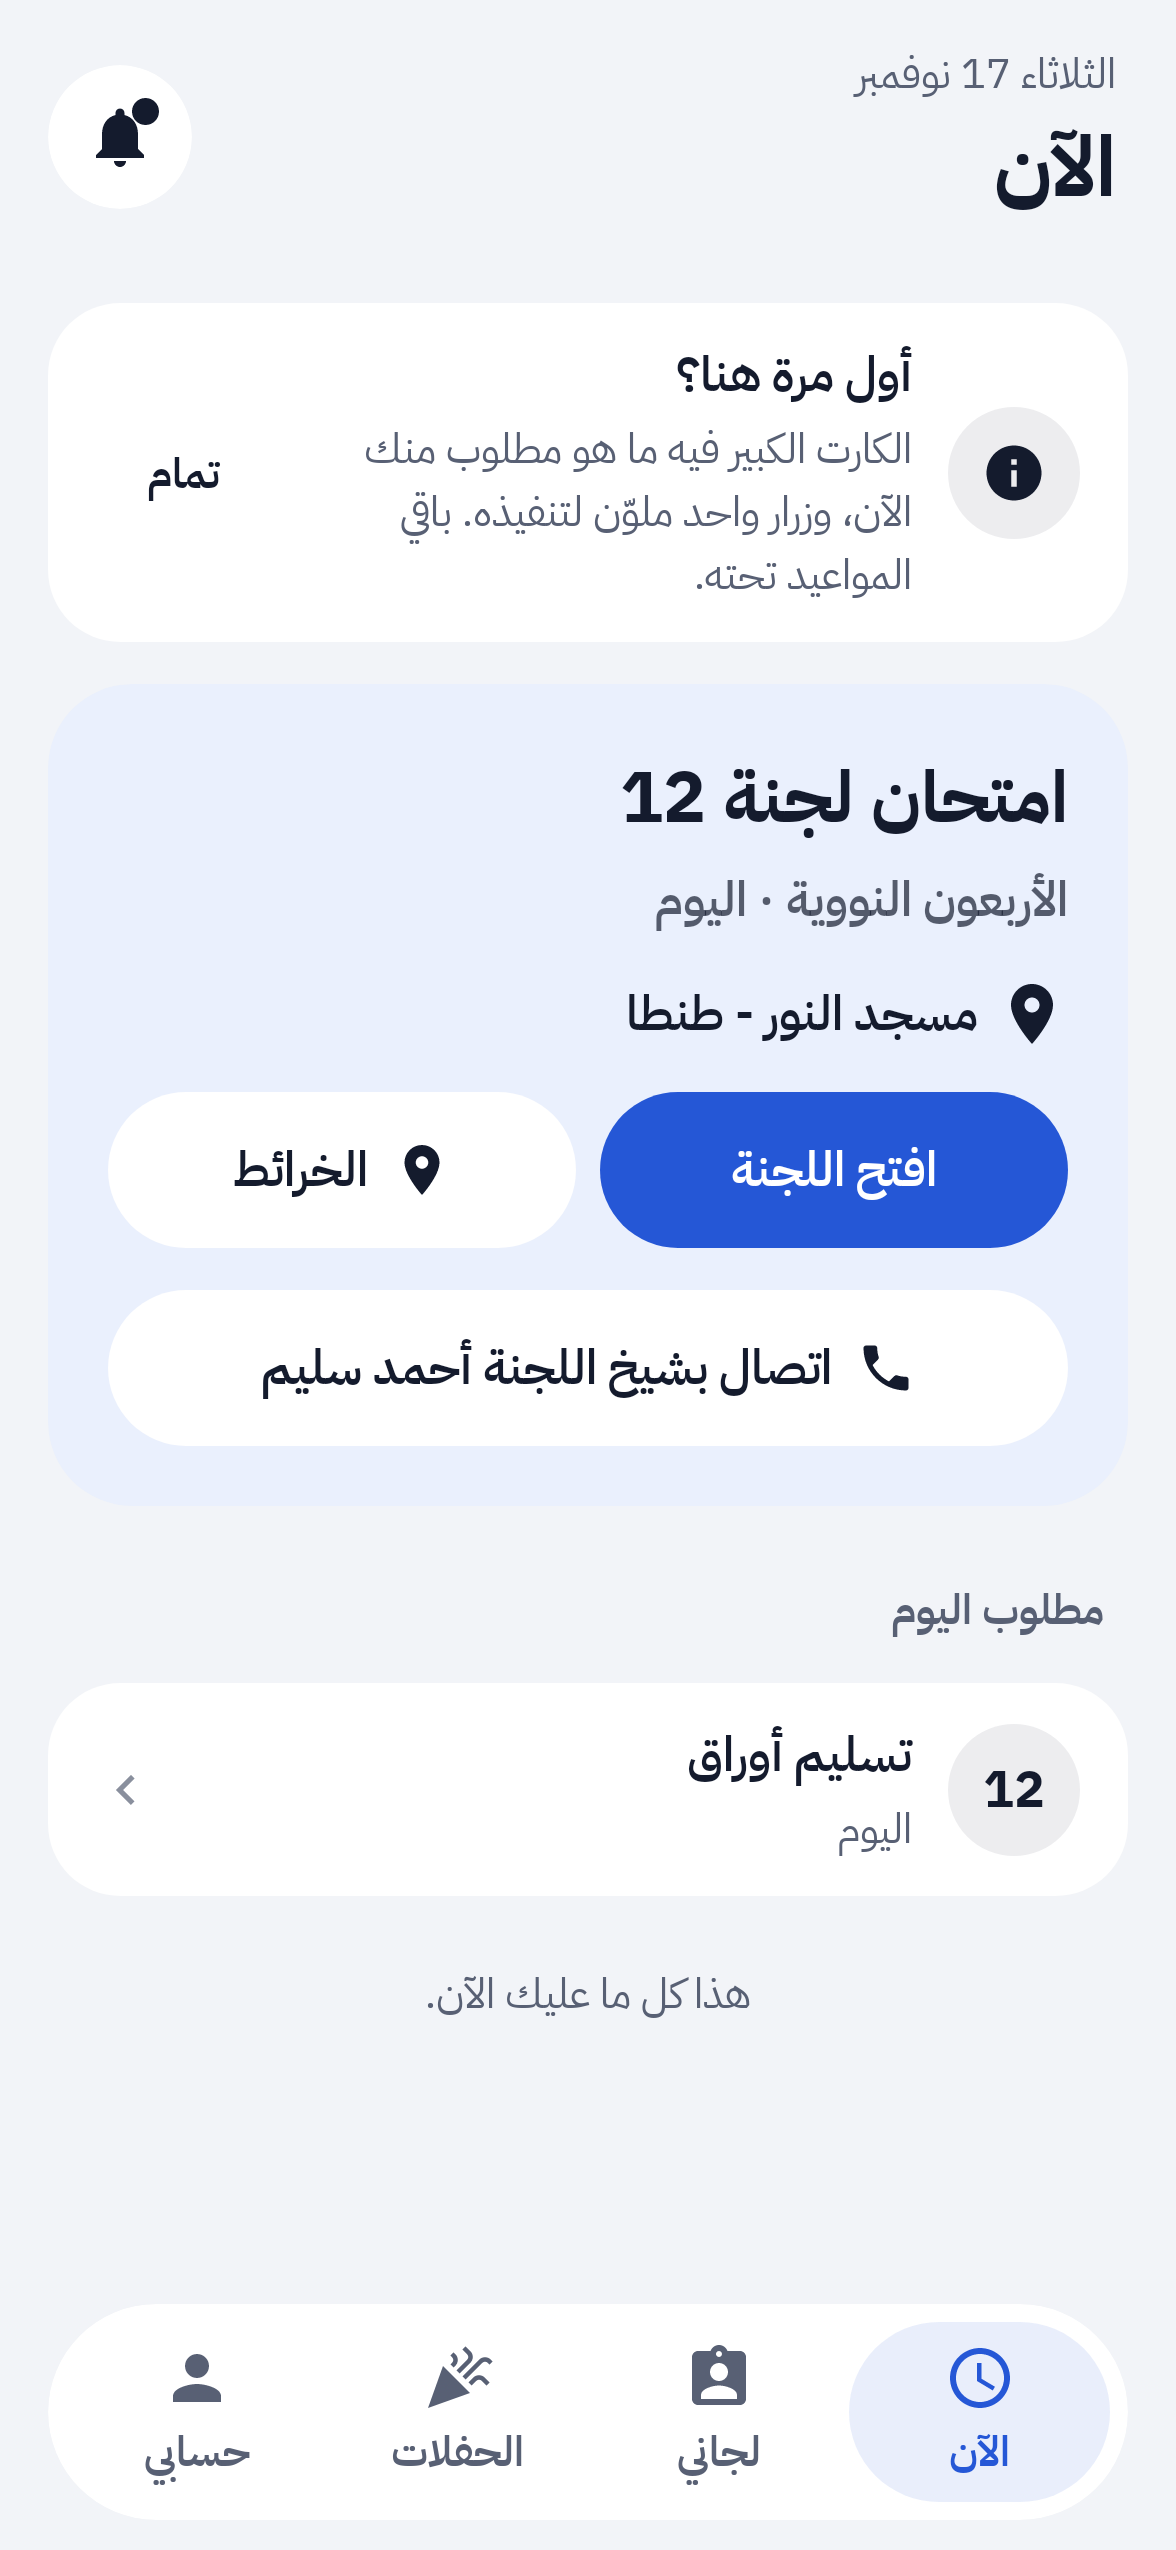 الثلاثاء 17 نوفمبر
الآن
أول مرة هنا؟
الكارت الكبير فيه ما هو مطلوب منك
الآن، وزرار واحد ملوّن لتنفيذه. باقي
المواعيد تحته.
تمام
امتحان لجنة 12
الأربعون النووية · اليوم
مسجد النور - طنطا
افتح اللجنة
الخرائط
اتصال بشيخ اللجنة أحمد سليم
مطلوب اليوم
12
تسليم أوراق
اليوم
هذا كل ما عليك الآن.
الآن
لجاني
الحفلات
حسابي